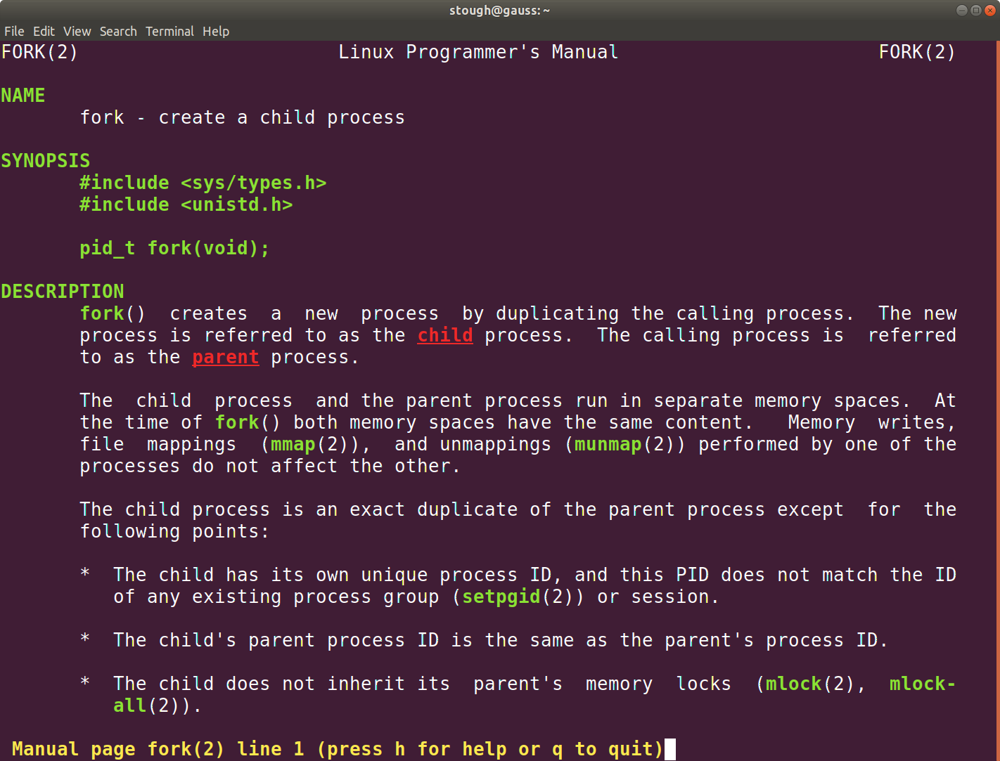 stough@gauss: ~
File Edit View Search Terminal Help
FORK(2) Linux Programmer's Manual FORK(2)
NAME
fork - create a child process
SYNOPSIS
#include <sys/types.h>
#include <unistd.h>
pid_t fork(void);
DESCRIPTION
fork() creates a new process by duplicating the calling process. The new
process is referred to as the child process. The calling process is referred
to as the parent process.
The child process and the parent process run in separate memory spaces. At
the time of fork() both memory spaces have the same content. Memory writes,
file mappings (mmap(2)), and unmappings (munmap(2)) performed by one of the
processes do not affect the other.
The child process is an exact duplicate of the parent process except for the
following points:
* The child has its own unique process ID, and this PID does not match the ID
of any existing process group (setpgid(2)) or session.
* The child's parent process ID is the same as the parent's process ID.
* The child does not inherit its parent's memory locks (mlock(2), mlock-
all(2)).
Manual page fork(2) line 1 (press h for help or q to quit)